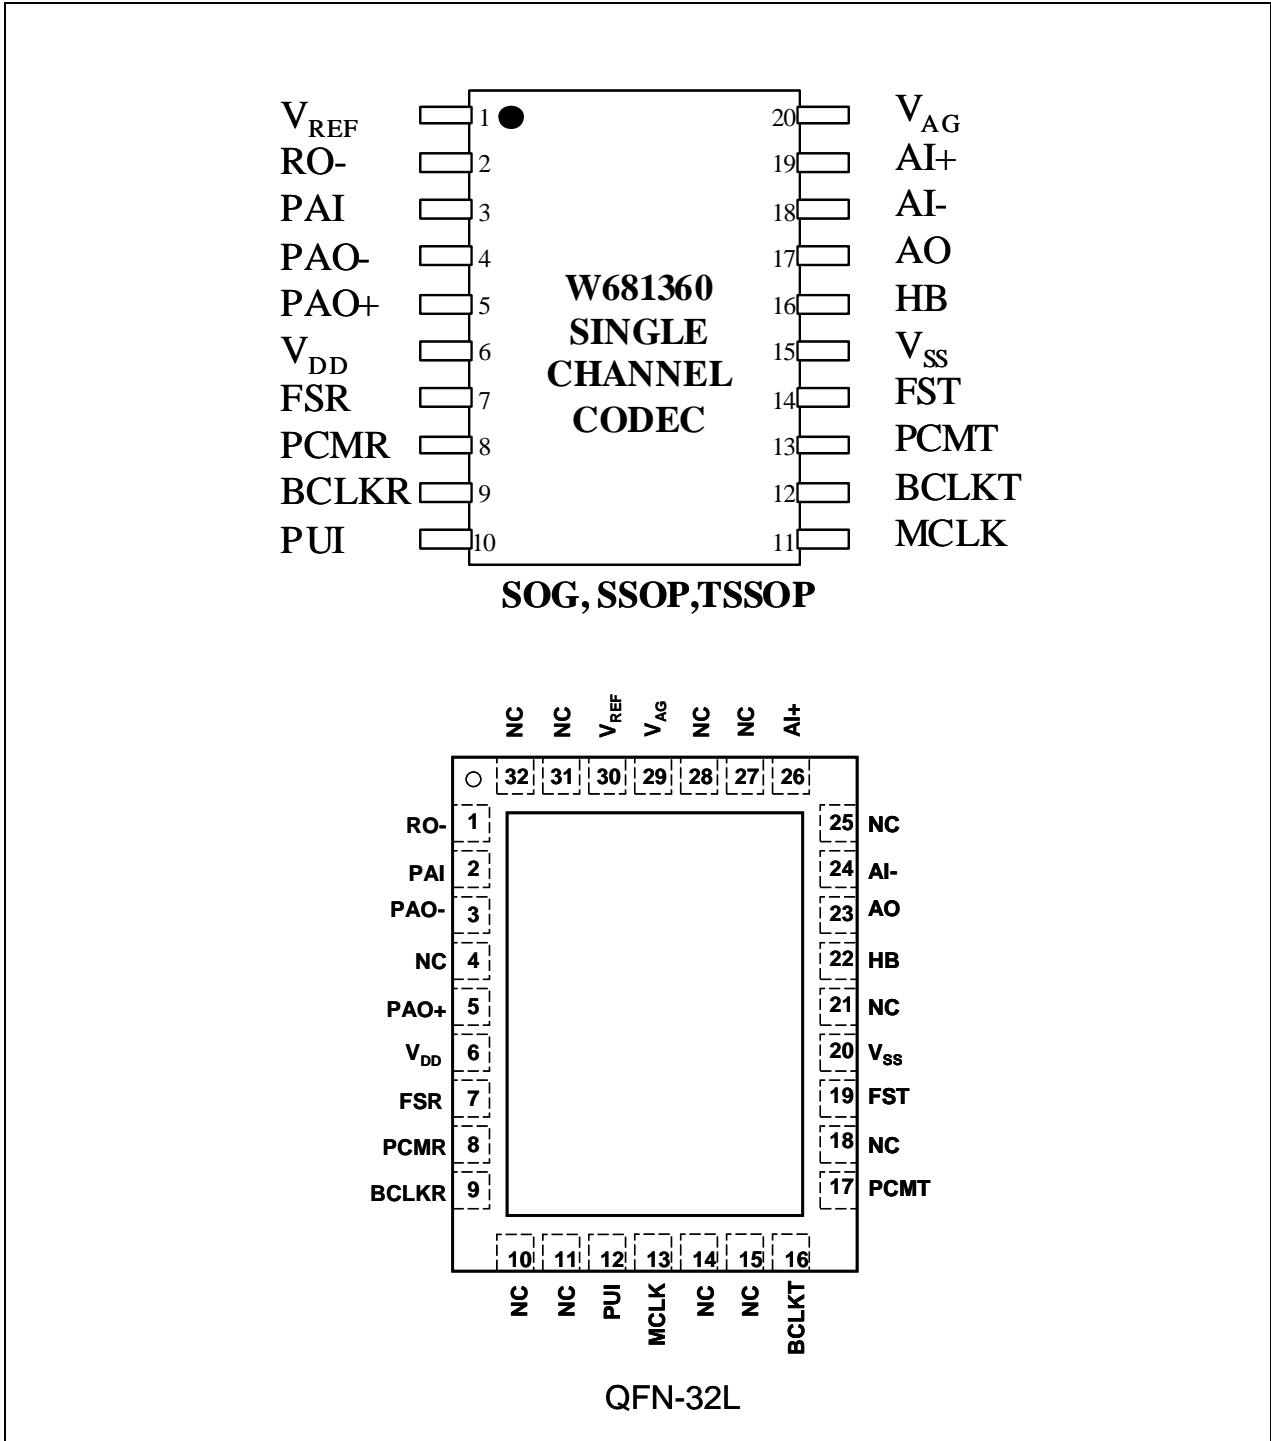 VREF 1 20 VAG
RO- 2 19 AI+
PAI 3 18 AI-
PAO- 4 17 AO
PAO+ 5 16 HB
VDD 6 15 VSS
FSR 7 14 FST
PCMR 8 13 PCMT
BCLKR 9 12 BCLKT
PUI 10 11 MCLK
W681360
SINGLE
CHANNEL
CODEC
SOG, SSOP,TSSOP
NC NC VREF VAG NC NC AI+
32 31 30 29 28 27 26
RO- 1 25 NC
PAI 2 24 AI-
PAO- 3 23 AO
NC 4 22 HB
PAO+ 5 21 NC
VDD 6 20 VSS
FSR 7 19 FST
PCMR 8 18 NC
BCLKR 9 17 PCMT
10 11 12 13 14 15 16
NC NC PUI MCLK NC NC BCLKT
QFN-32L